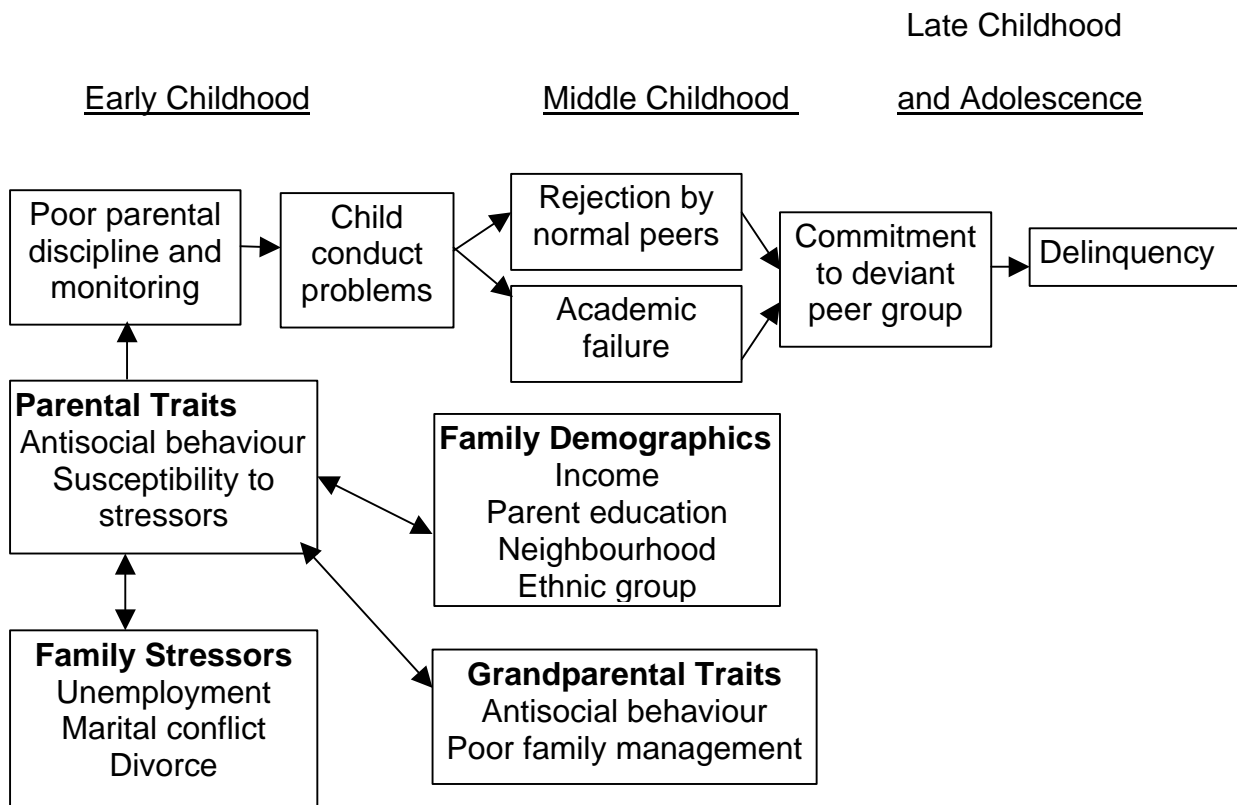 Late Childhood
Early Childhood
Middle Childhood
and Adolescence
Poor parental
discipline and
monitoring
Child
conduct
problems
Rejection by
normal peers
Academic
failure
Commitment
to deviant
peer group
Delinquency
Parental Traits
Antisocial behaviour
Susceptibility to
stressors
Family Demographics
Income
Parent education
Neighbourhood
Ethnic group
Family Stressors
Unemployment
Marital conflict
Divorce
Grandparental Traits
Antisocial behaviour
Poor family management